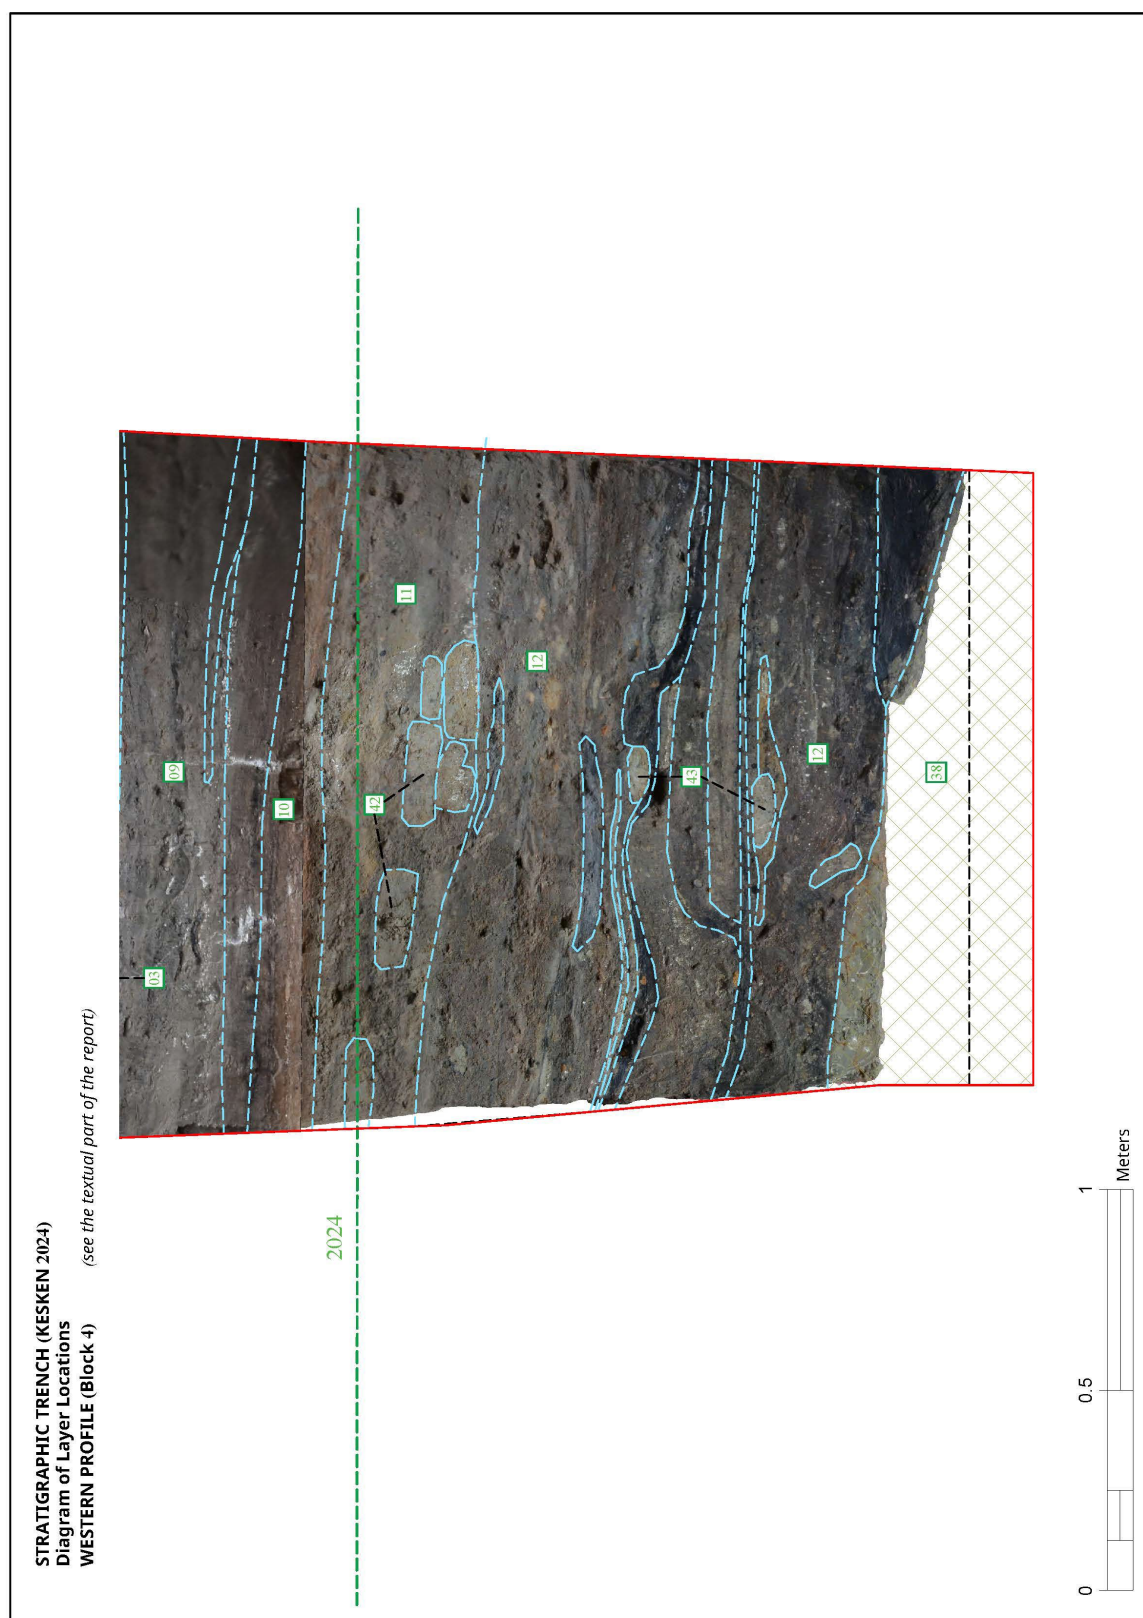 STRATIGRAPHIC TRENCH (KESKEN 2024)
Diagram of Layer Locations
WESTERN PROFILE (Block 4) (see the textual part of the report)
03
09
10
2024
42
11
12
43
12
38
0 0.5 1
Meters